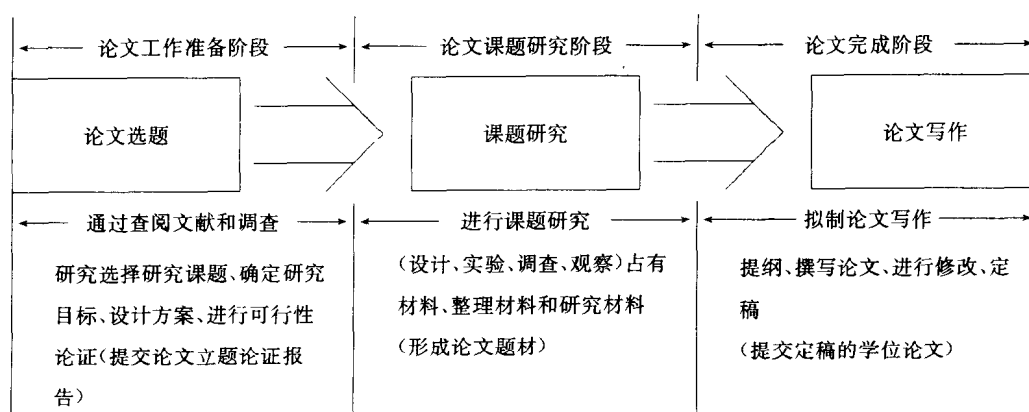 论文工作准备阶段
论文课题研究阶段
论文完成阶段
论文选题
课题研究
论文写作
通过查阅文献和调查
研究选择研究课题、确定研究
目标、设计方案、进行可行性
论证(提交论文立题论证报
告)
进行课题研究
(设计、实验、调查、观察)占有
材料、整理材料和研究材料
(形成论文题材)
拟制论文写作
提纲、撰写论文、进行修改、定
稿
(提交定稿的学位论文)